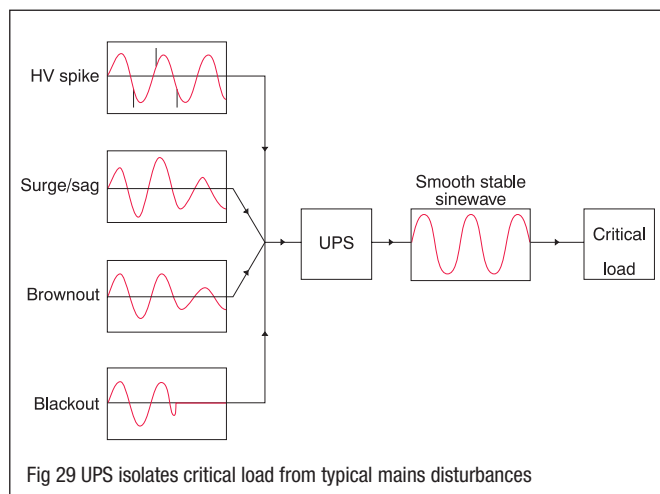 HV spike
Surge/sag
Brownout
Blackout
UPS
Smooth stable
sinewave
Critical
load
Fig 29 UPS isolates critical load from typical mains disturbances